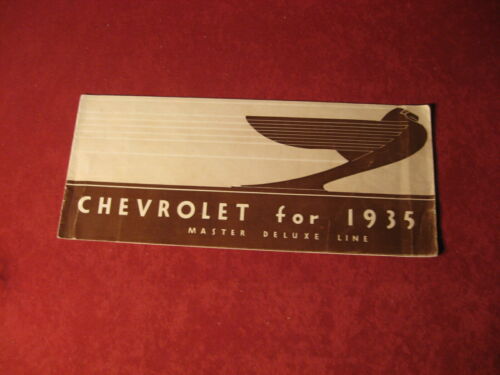 CHEVROLET for 1935
MASTER DELUXE LINE